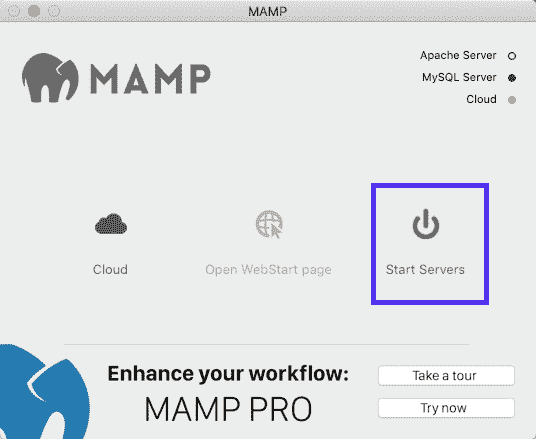 MAMP
MAMP
Apache Server
MySQL Server
Cloud
Cloud
Open WebStart page
Start Servers
Enhance your workflow:
MAMP PRO
Take a tour
Try now